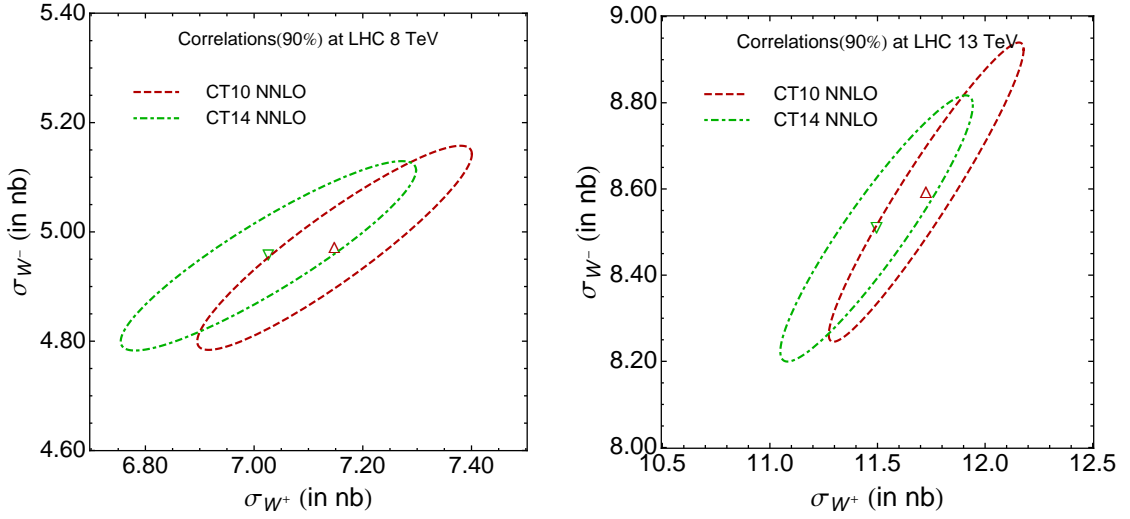 Correlations(90%) at LHC 8 TeV
CT10 NNLO
CT14 NNLO
5.40
5.20
5.00
4.80
4.60
6.80 7.00 7.20 7.40
σW⁺ (in nb)
σW⁻ (in nb)
Correlations(90%) at LHC 13 TeV
CT10 NNLO
CT14 NNLO
9.00
8.80
8.60
8.40
8.20
8.00
10.5 11.0 11.5 12.0 12.5
σW⁺ (in nb)
σW⁻ (in nb)